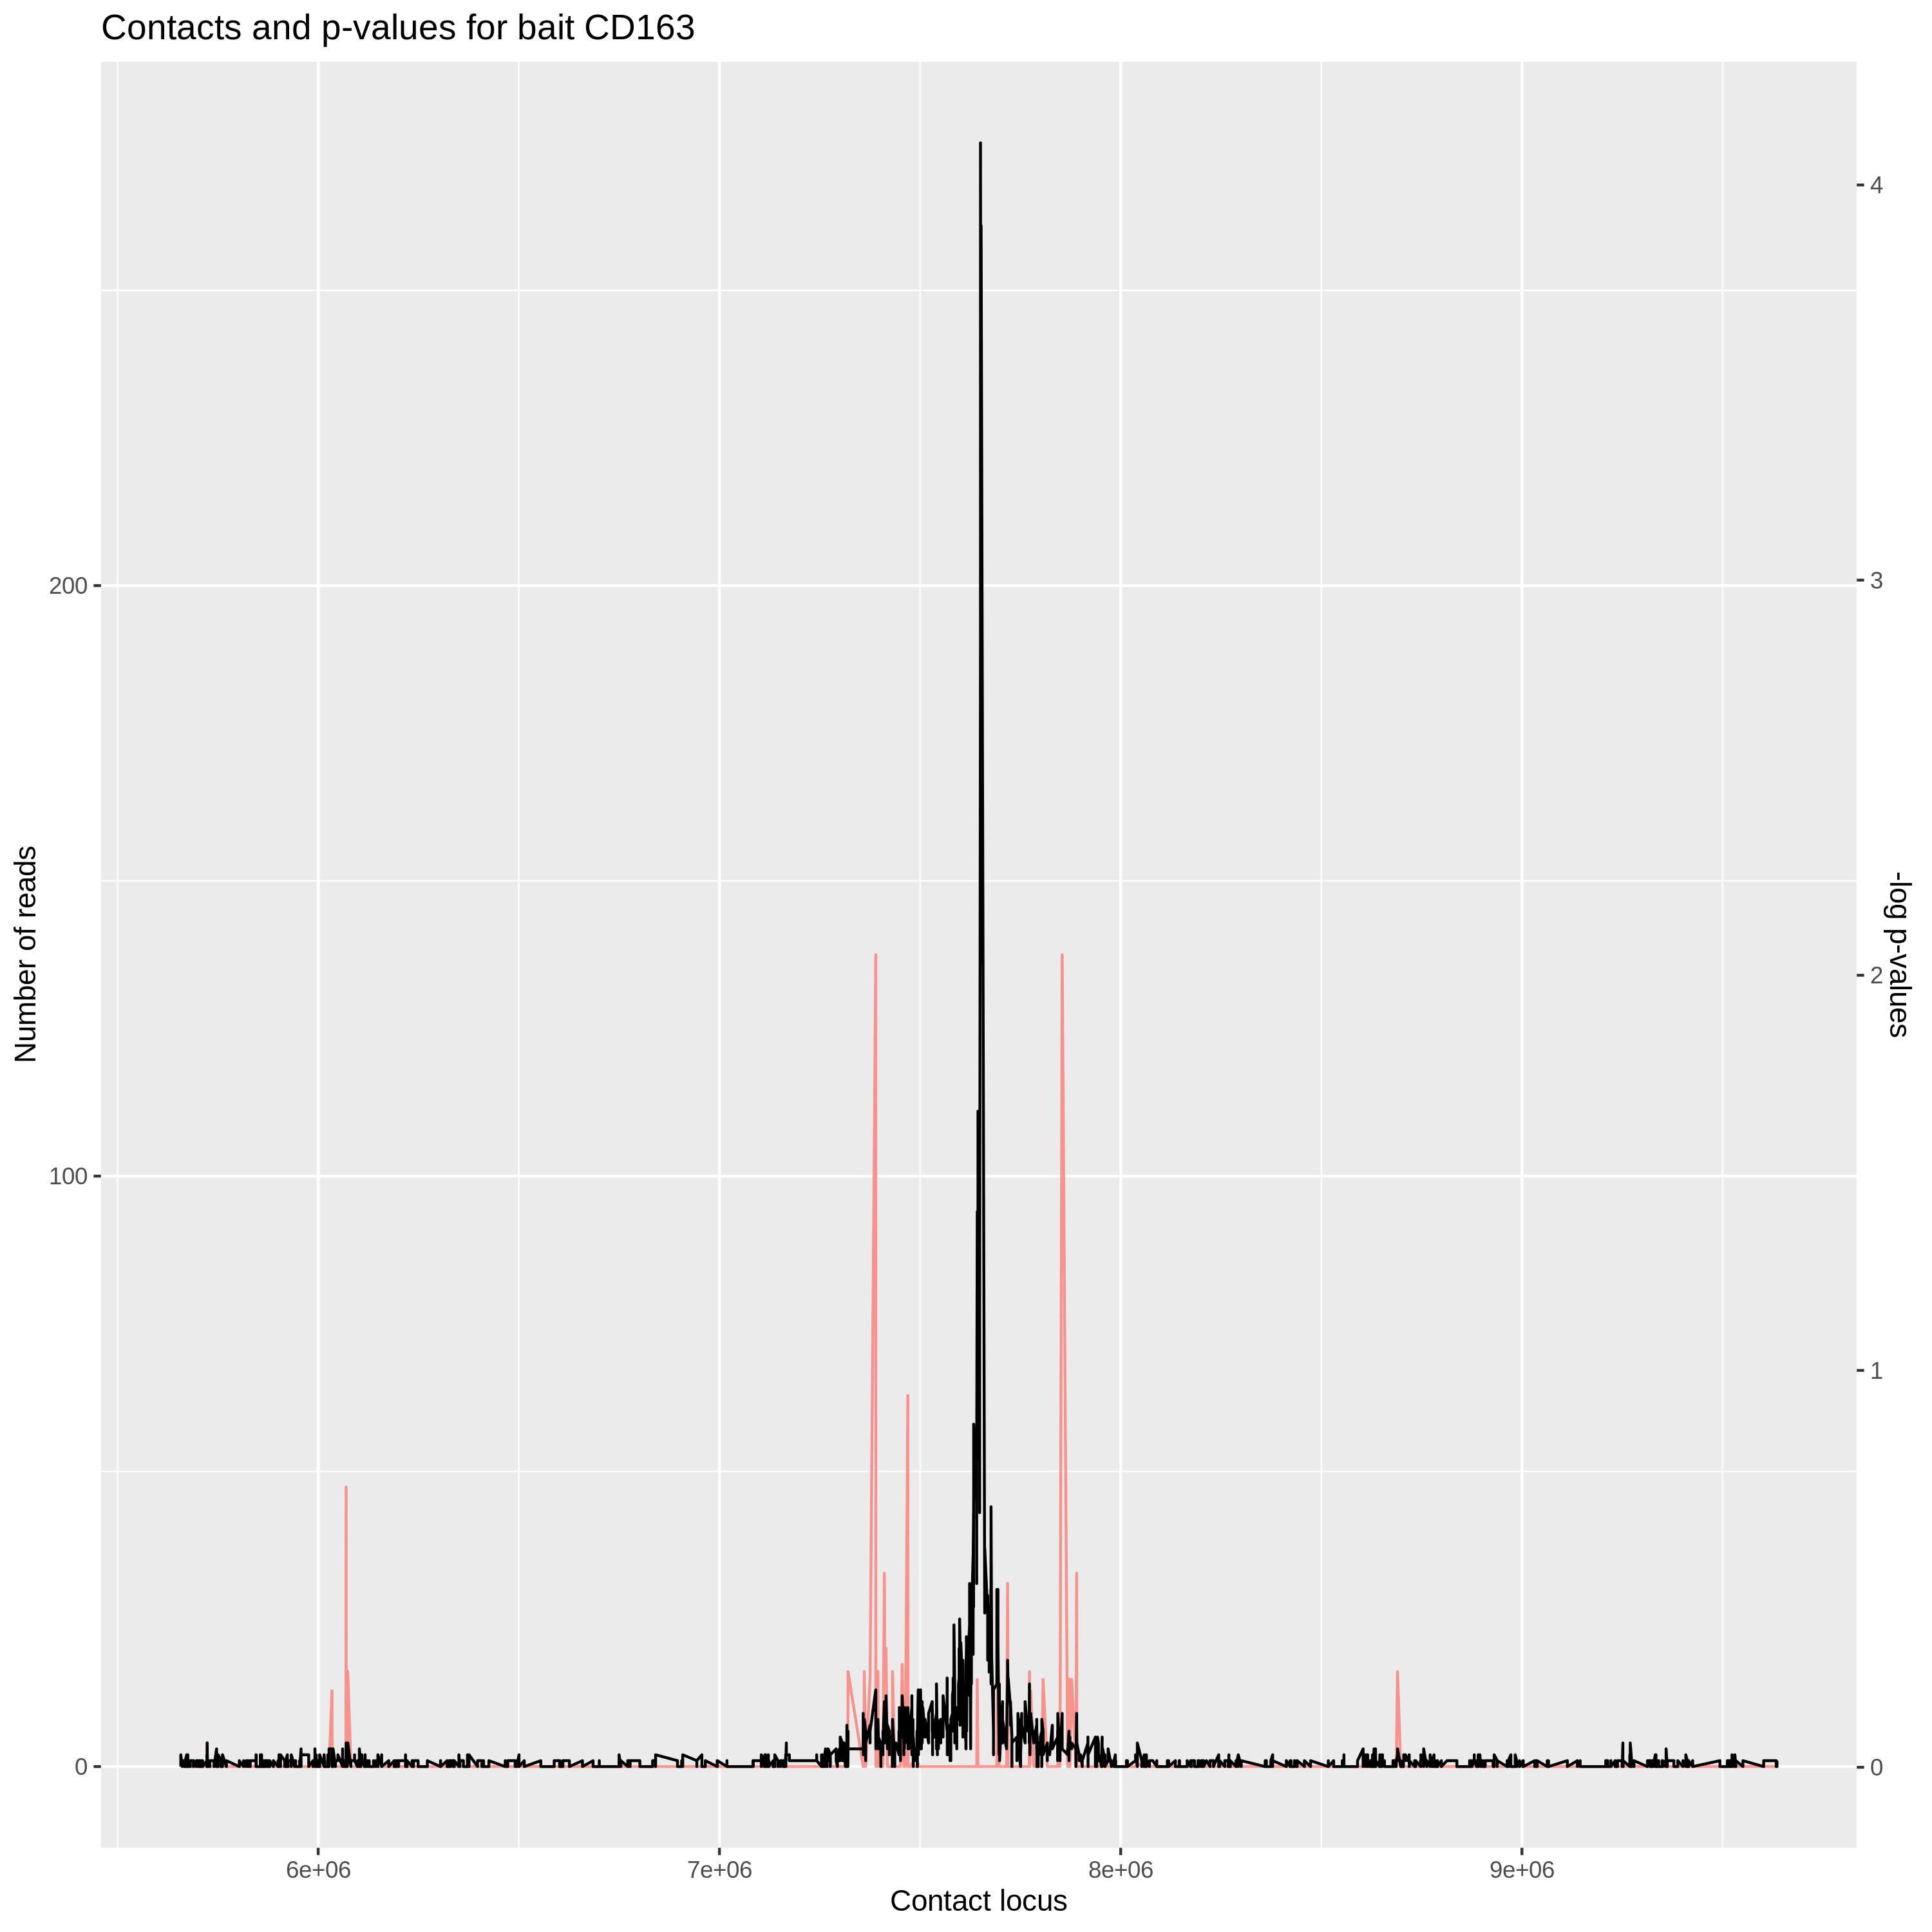 Contacts and p-values for bait CD163
Number of reads
200
100
0
4
3
2
1
0
-log p-values
6e+06
7e+06
8e+06
9e+06
Contact locus